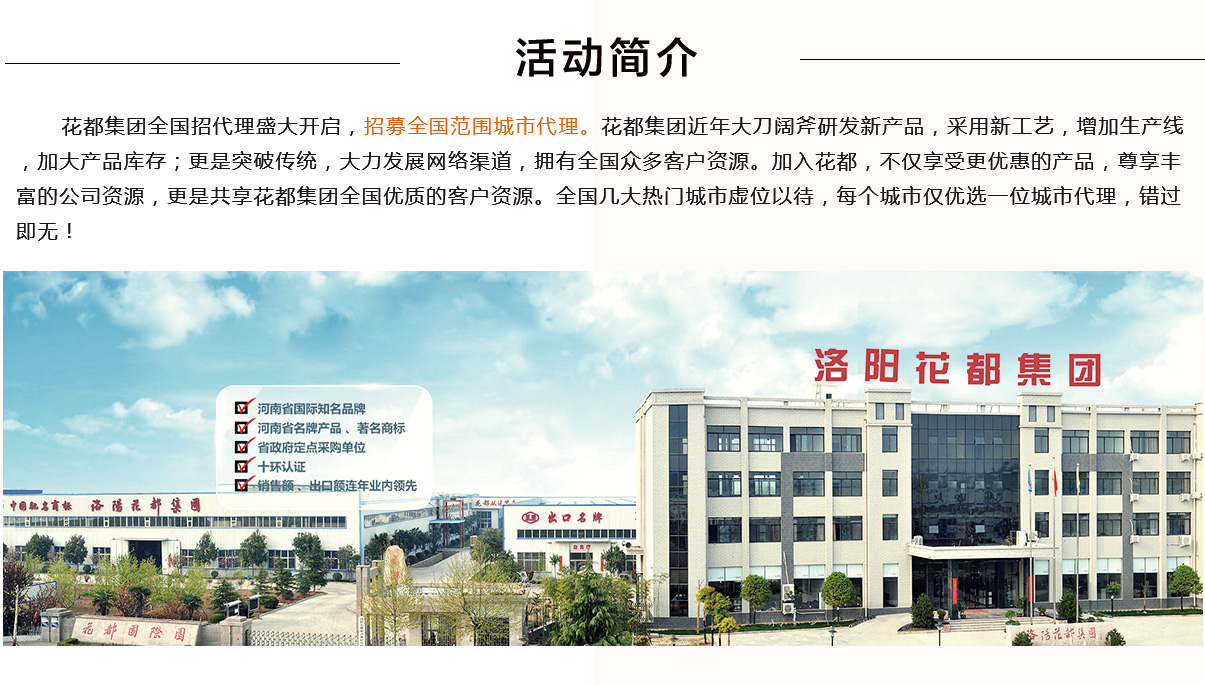 活动简介
花都集团全国招代理盛大开启，招募全国范围城市代理。花都集团近年大刀阔斧研发新产品，采用新工艺，增加生产线
，加大产品库存；更是突破传统，大力发展网络渠道，拥有全国众多客户资源。加入花都，不仅享受更优惠的产品，尊享丰
富的公司资源，更是共享花都集团全国优质的客户资源。全国几大热门城市虚位以待，每个城市仅优选一位城市代理，错过
即无！
洛阳花都集团
河南省国际知名品牌
河南省名牌产品、著名商标
省政府定点采购单位
十环认证
销售额、出口额连年业内领先
中国驰名商标 洛陽花都集團
出口名牌
花都國際園
洛陽花都集團